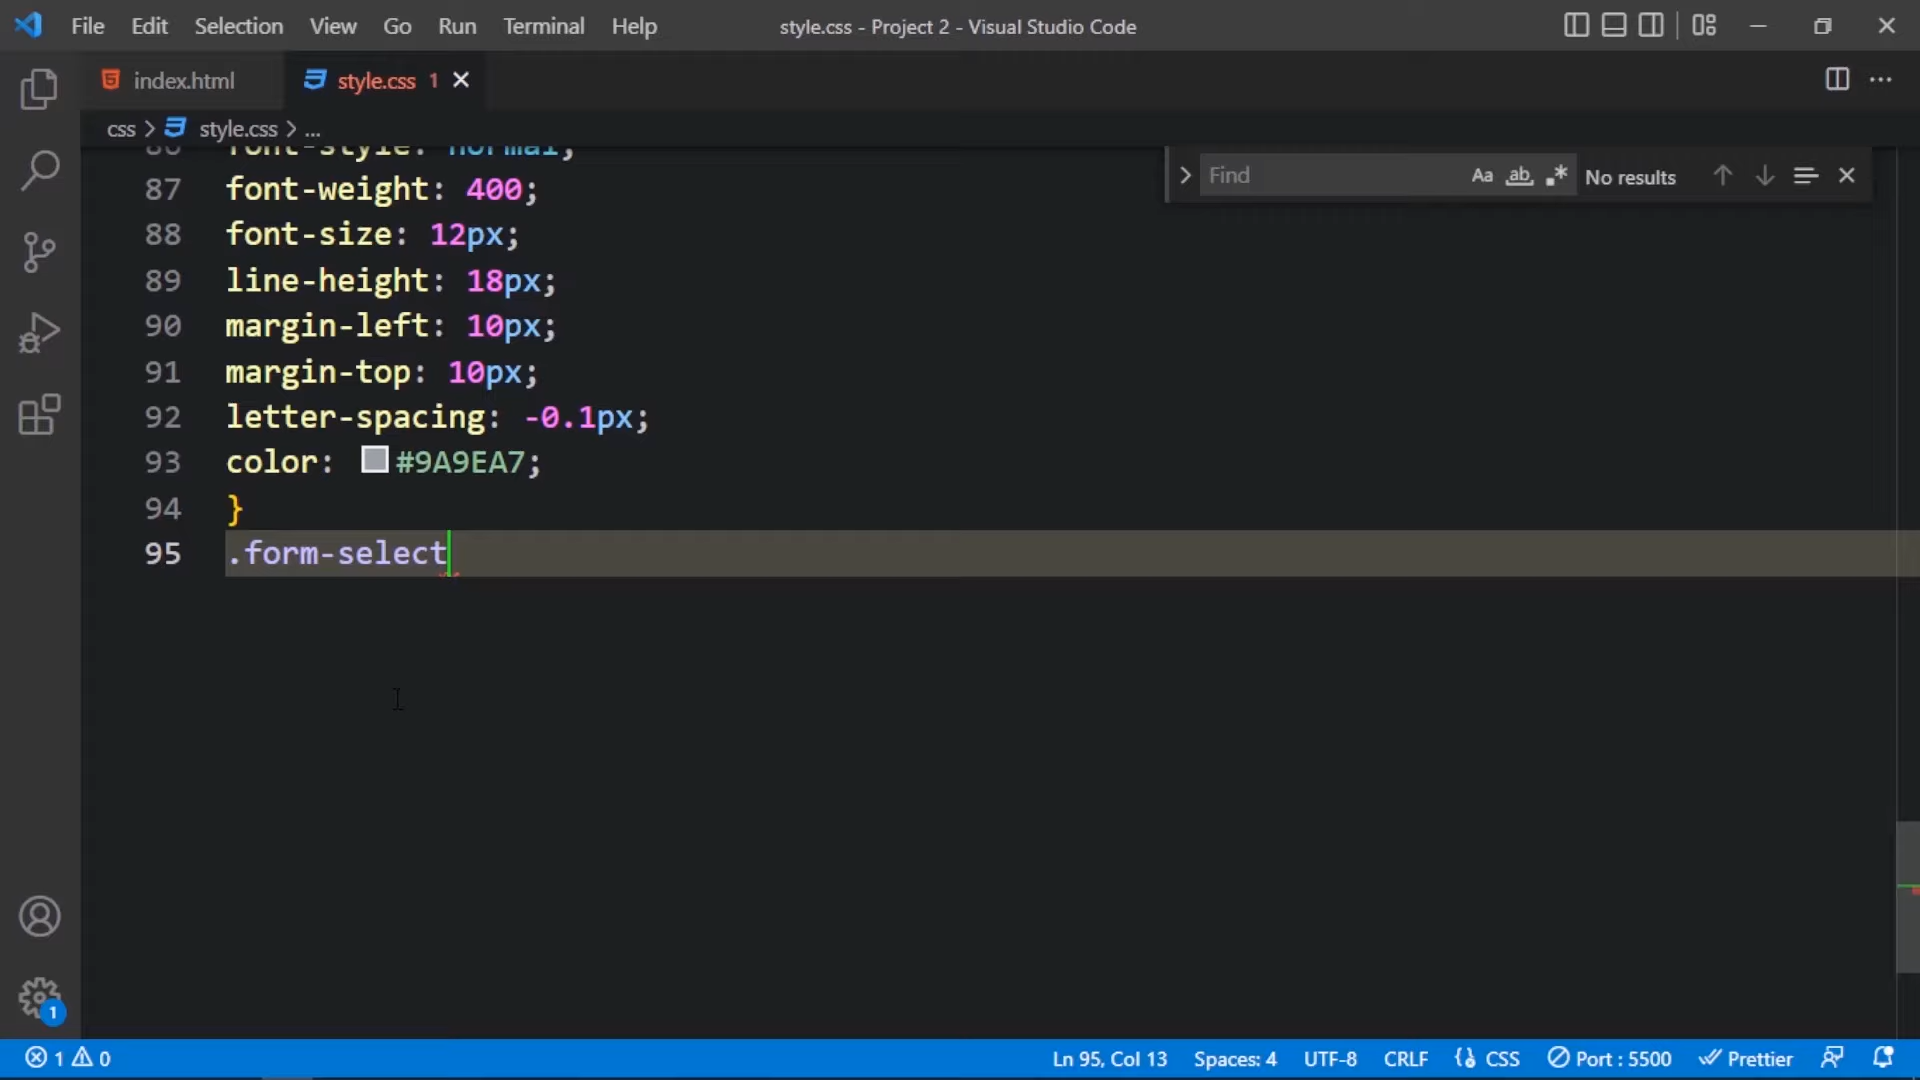 File Edit Selection View Go Run Terminal Help
style.css - Project 2 - Visual Studio Code
index.html
style.css 1
css > style.css > ...
Find Aa ab No results
86 font-style: normal;
87 font-weight: 400;
88 font-size: 12px;
89 line-height: 18px;
90 margin-left: 10px;
91 margin-top: 10px;
92 letter-spacing: -0.1px;
93 color: #9A9EA7;
94 }
95 .form-select
1
1 0 Ln 95, Col 13 Spaces: 4 UTF-8 CRLF CSS Port : 5500 Prettier